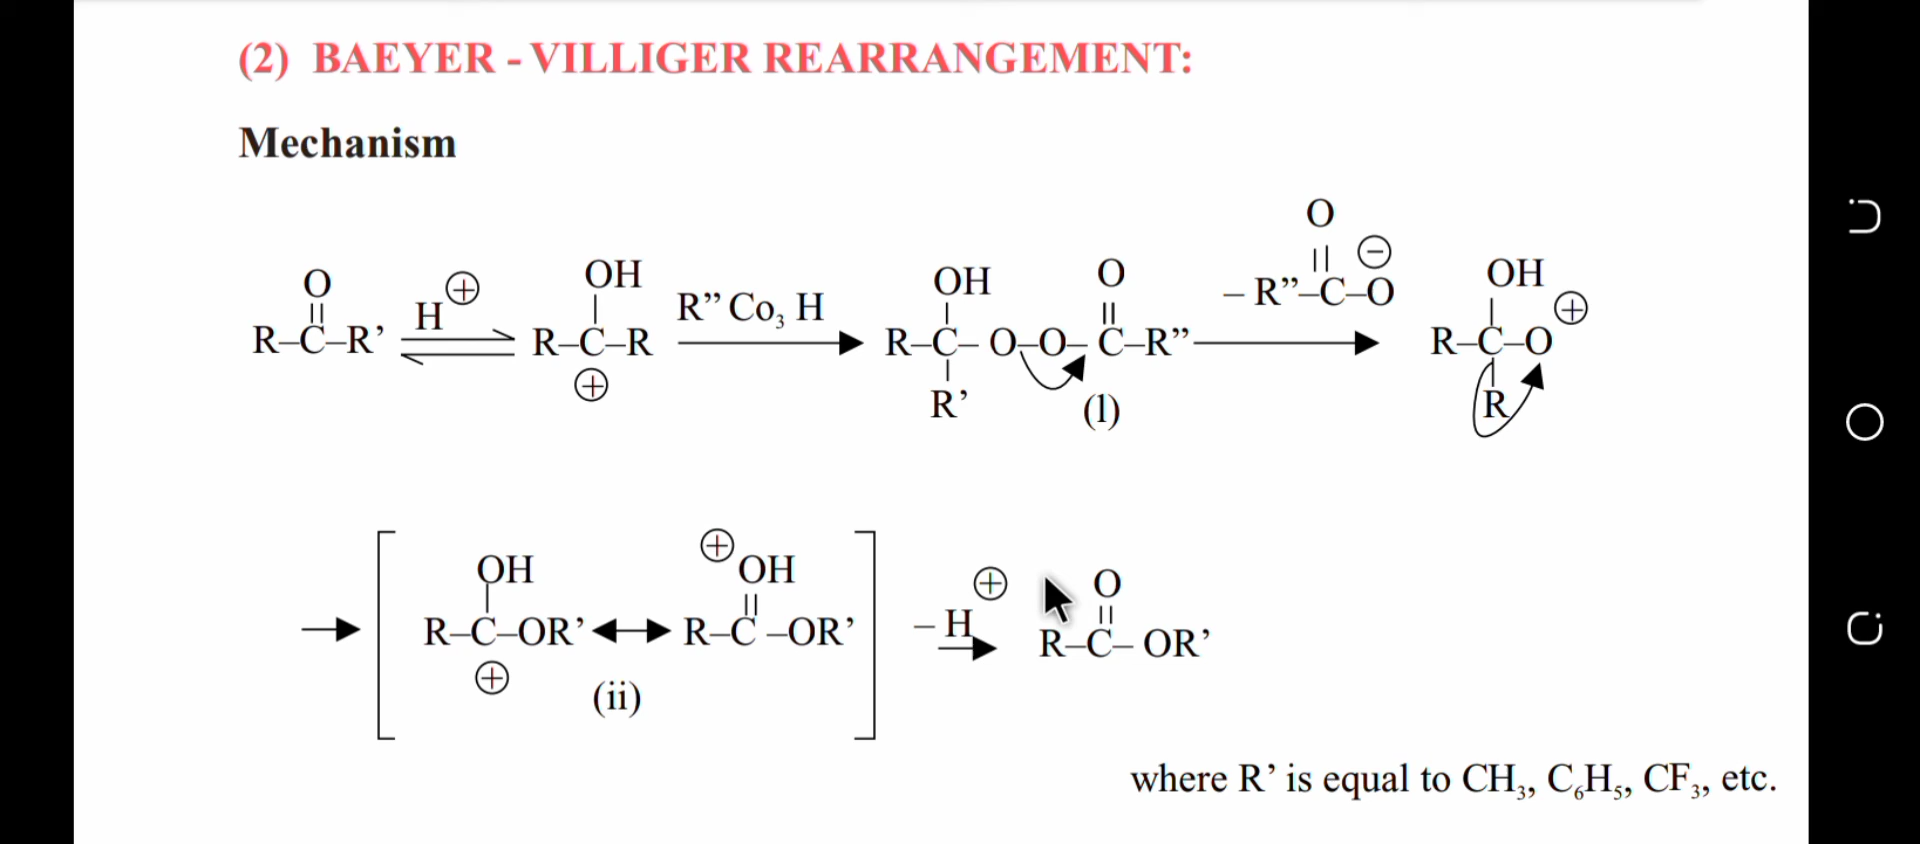 (2) BAEYER - VILLIGER REARRANGEMENT:
Mechanism
O
||
R–C–R’
H⊕
OH
|
R–C–R
⊕
R” Co₃ H
OH O
| ||
R–C– O–O– C–R”
|
R’
(l)
O
|| ⊖
– R”–C–O
OH
| ⊕
R–C–O
|
R
OH
|
R–C–OR’
⊕
⊕
OH
||
R–C –OR’
(ii)
– H⊕
O
||
R–C– OR’
where R’ is equal to CH₃, C₆H₅, CF₃, etc.